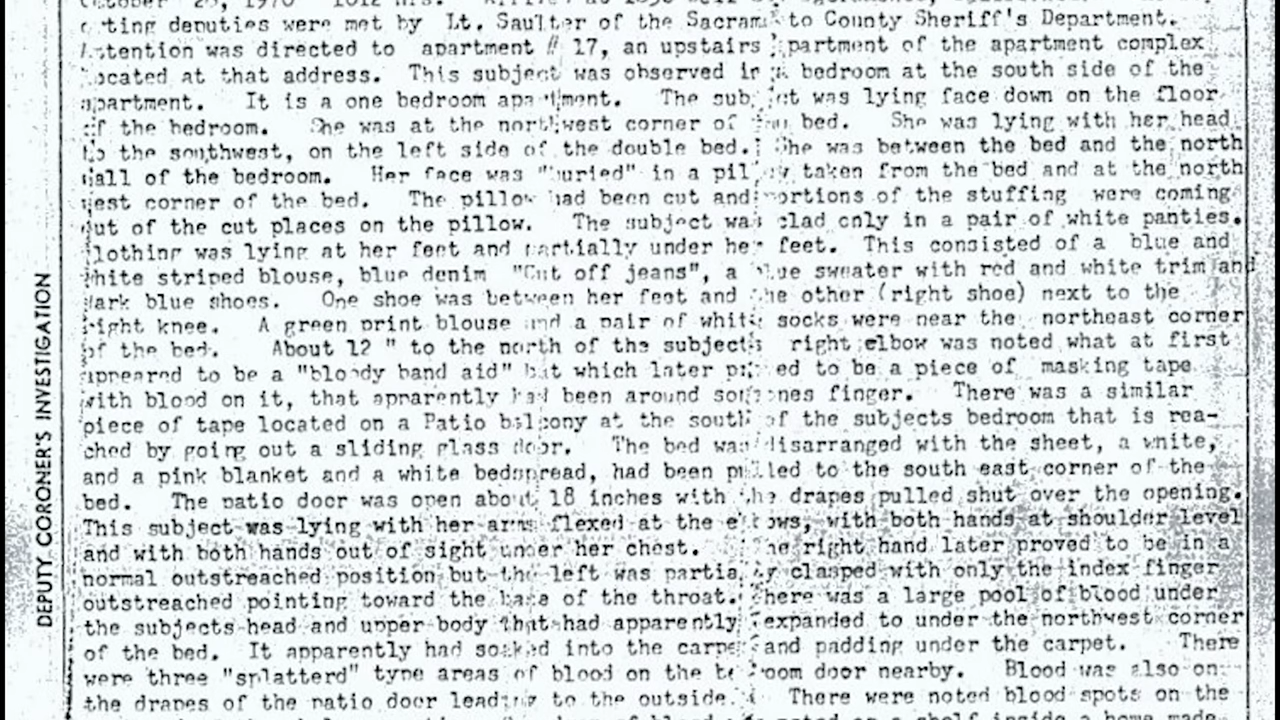 ting deputies were met by Lt. Saulter of the Sacramento County Sheriff's Department.
Attention was directed to apartment # 17, an upstairs apartment of the apartment complex
located at that address. This subject was observed in a bedroom at the south side of the
apartment. It is a one bedroom apartment. The subject was lying face down on the floor
of the bedroom. She was at the northwest corner of the bed. She was lying with her head
to the southwest, on the left side of the double bed. She was between the bed and the north
wall of the bedroom. Her face was "buried" in a pillow taken from the bed and at the north
west corner of the bed. The pillow had been cut and portions of the stuffing were coming
out of the cut places on the pillow. The subject was clad only in a pair of white panties.
Clothing was lying at her feet and partially under her feet. This consisted of a blue and
white striped blouse, blue denim "Cut off jeans", a blue sweater with red and white trim and
dark blue shoes. One shoe was between her feet and the other (right shoe) next to the
right knee. A green print blouse and a pair of white socks were near the northeast corner
of the bed. About 12 " to the north of the subjects right elbow was noted what at first
appeared to be a "bloody band aid" but which later proved to be a piece of masking tape
with blood on it, that apparently had been around someones finger. There was a similar
piece of tape located on a Patio balcony at the south of the subjects bedroom that is rea-
ched by going out a sliding glass door. The bed was disarranged with the sheet, a white,
and a pink blanket and a white bedspread, had been pulled to the south east corner of the
bed. The patio door was open about 18 inches with the drapes pulled shut over the opening.
This subject was lying with her arms flexed at the elbows, with both hands at shoulder level
and with both hands out of sight under her chest. The right hand later proved to be in a
normal outstreached position but the left was partially clasped with only the index finger
outstreached pointing toward the base of the throat. There was a large pool of blood under
the subjects head and upper body that had apparently expanded to under the northwest corner
of the bed. It apparently had soaked into the carpet and padding under the carpet. There
were three "splatterd" type areas of blood on the bedroom door nearby. Blood was also on
the drapes of the patio door leading to the outside. There were noted blood spots on the
noted on a shelf inside a home made
DEPUTY CORONER'S INVESTIGATION